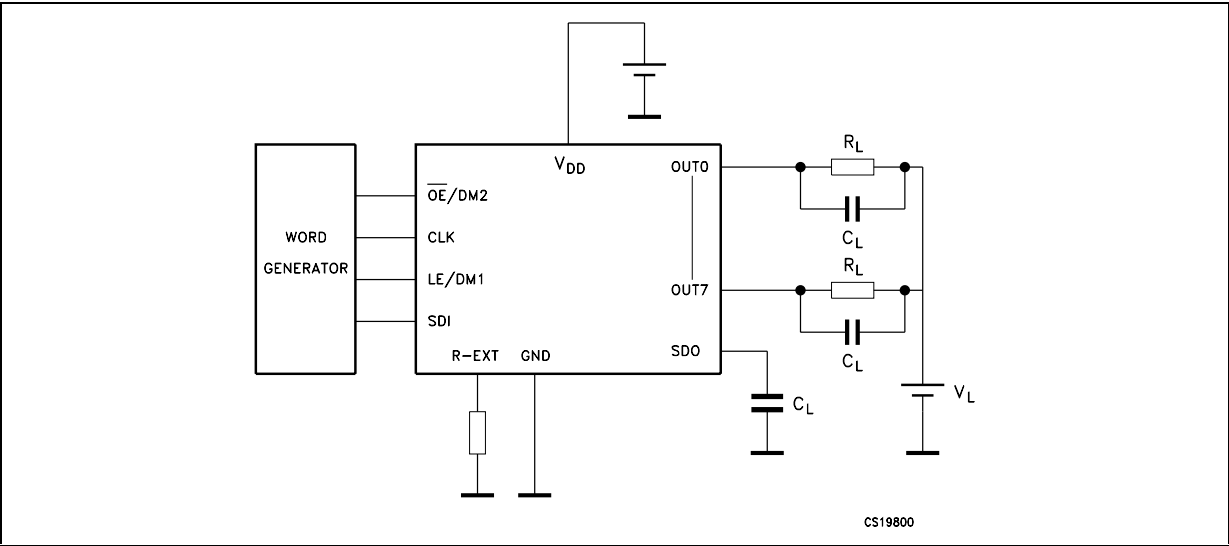 V_DD
R_L
OUT0
O̅E̅/DM2
WORD
CLK
C_L
GENERATOR
R_L
LE/DM1
OUT7
SDI
R-EXT
GND
SDO
C_L
V_L
C_L
CS19800